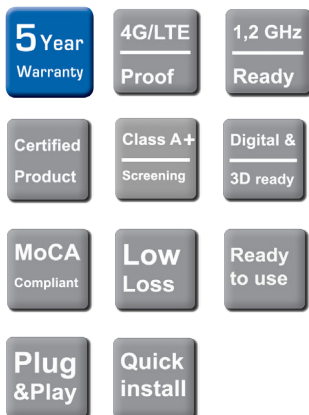 5 Year
Warranty
4G/LTE
Proof
1,2 GHz
Ready
Certified
Product
Class A+
Screening
Digital &
3D ready
MoCA
Compliant
Low
Loss
Ready
to use
Plug
&Play
Quick
install